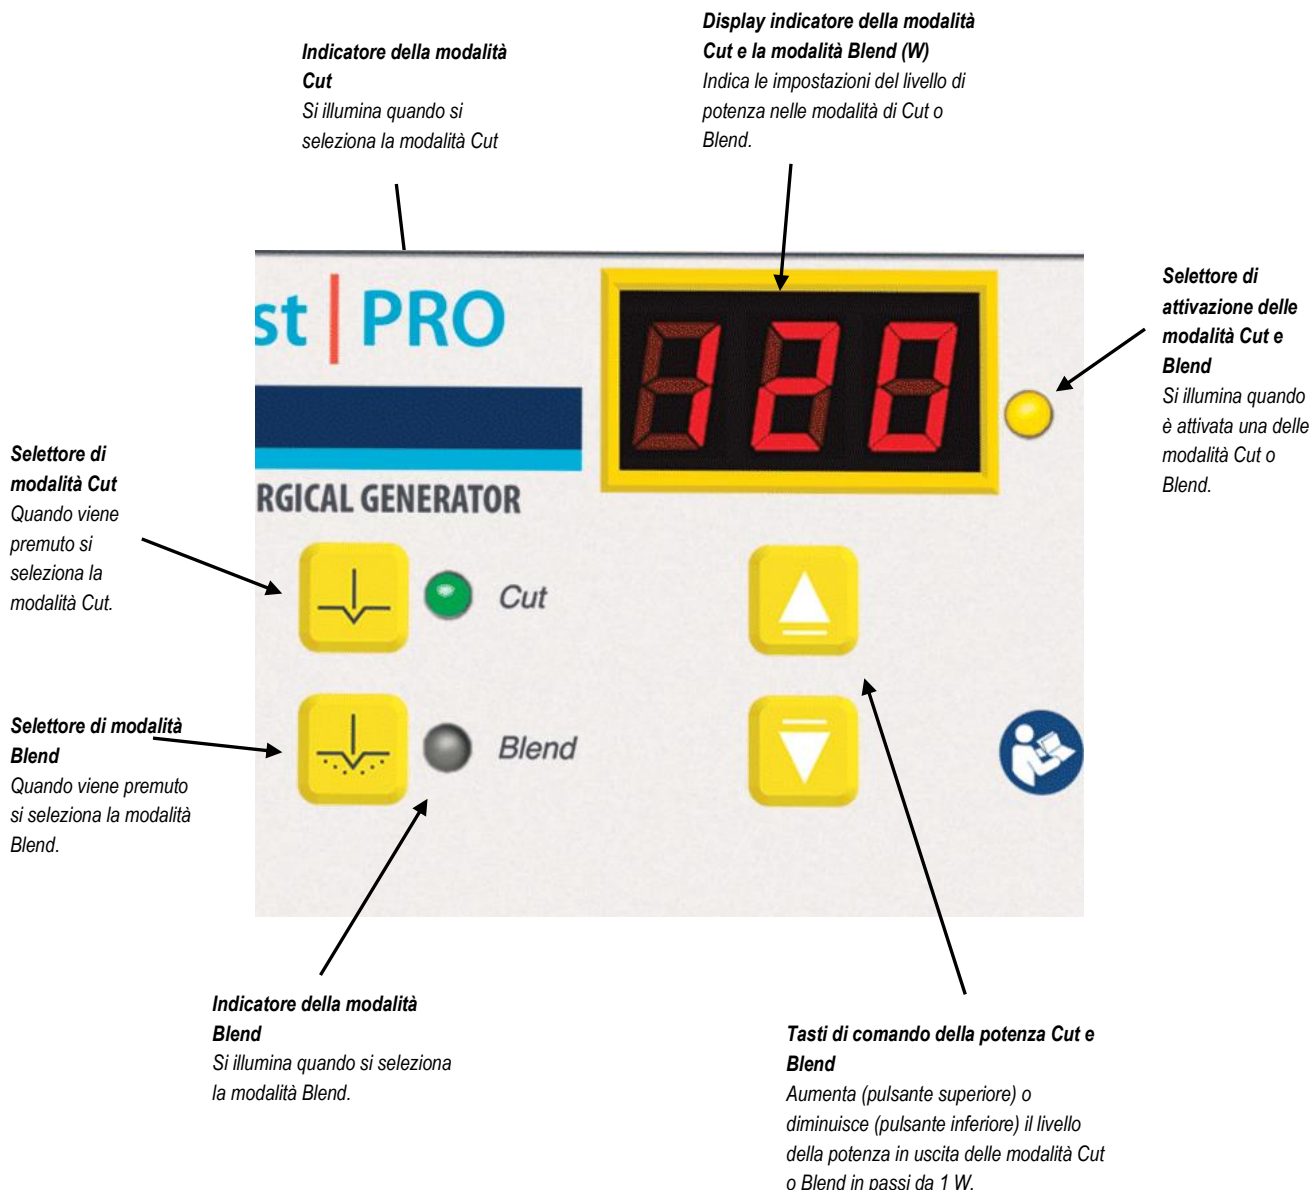 Display indicatore della modalità
Cut e la modalità Blend (W)
Indica le impostazioni del livello di
potenza nelle modalità di Cut o
Blend.
Indicatore della modalità
Cut
Si illumina quando si
seleziona la modalità Cut
Selettore di
attivazione delle
modalità Cut e
Blend
Si illumina quando
è attivata una delle
modalità Cut o
Blend.
st | PRO
120
RGICAL GENERATOR
Selettore di
modalità Cut
Quando viene
premuto si
seleziona la
modalità Cut.
Cut
Selettore di modalità
Blend
Quando viene premuto
si seleziona la modalità
Blend.
Blend
Indicatore della modalità
Blend
Si illumina quando si seleziona
la modalità Blend.
Tasti di comando della potenza Cut e
Blend
Aumenta (pulsante superiore) o
diminuisce (pulsante inferiore) il livello
della potenza in uscita delle modalità Cut
o Blend in passi da 1 W.